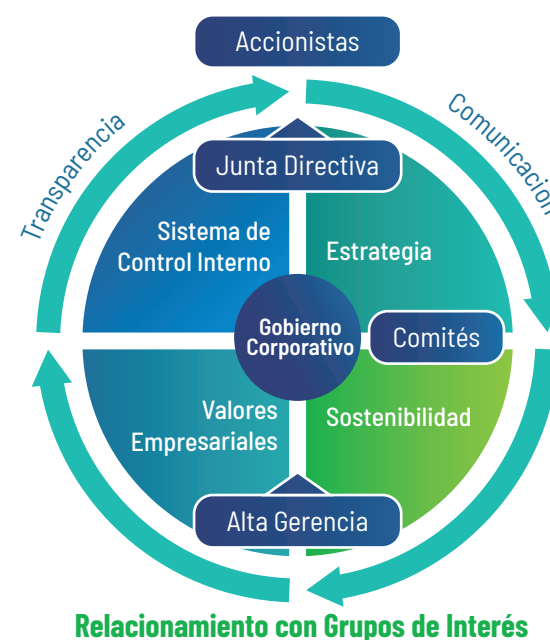 Accionistas
Transparencia
Comunicación
Junta Directiva
Sistema de
Control Interno
Estrategia
Gobierno
Corporativo
Comités
Valores
Empresariales
Sostenibilidad
Alta Gerencia
Relacionamiento con Grupos de Interés